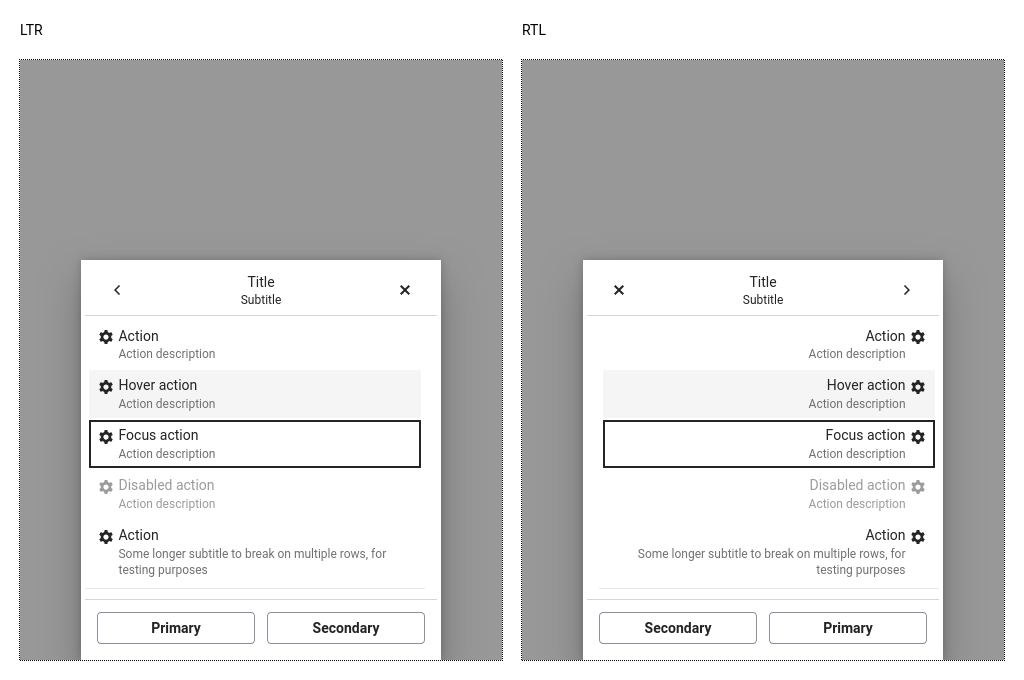 LTR
Title
Subtitle
Action
Action description
Hover action
Action description
Focus action
Action description
Disabled action
Action description
Action
Some longer subtitle to break on multiple rows, for
testing purposes
Primary
Secondary
RTL
Title
Subtitle
Action
Action description
Hover action
Action description
Focus action
Action description
Disabled action
Action description
Action
Some longer subtitle to break on multiple rows, for
testing purposes
Secondary
Primary